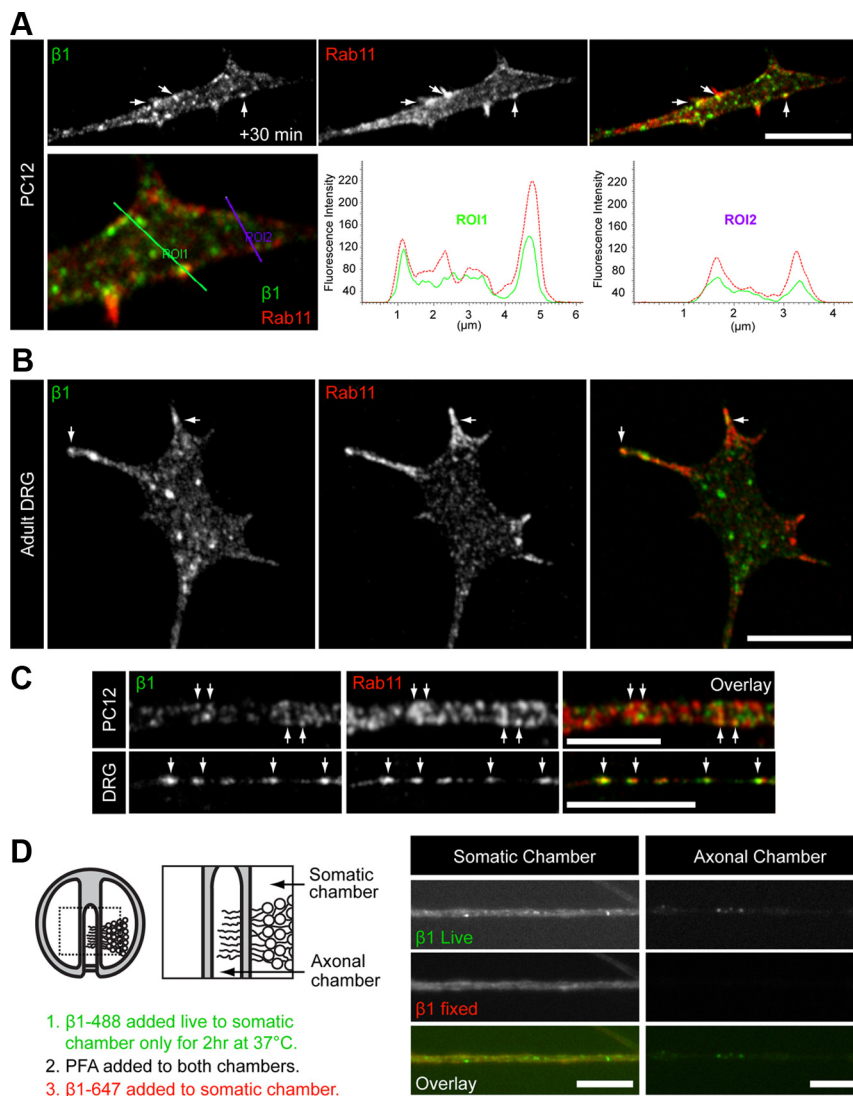 A
β1
Rab11
+30 min
PC12
ROI1
ROI2
β1
Rab11
Fluorescence Intensity
220
180
160
120
80
40
ROI1
1 2 3 4 5 6
(μm)
Fluorescence Intensity
220
180
160
120
80
40
ROI2
1 2 3 4
(μm)
B
β1
Rab11
Adult DRG
C
β1
Rab11
Overlay
PC12
DRG
D
Somatic
chamber
Axonal
chamber
1. β1-488 added live to somatic
chamber only for 2hr at 37°C.
2. PFA added to both chambers.
3. β1-647 added to somatic chamber.
Somatic Chamber
Axonal Chamber
β1 Live
β1 fixed
Overlay